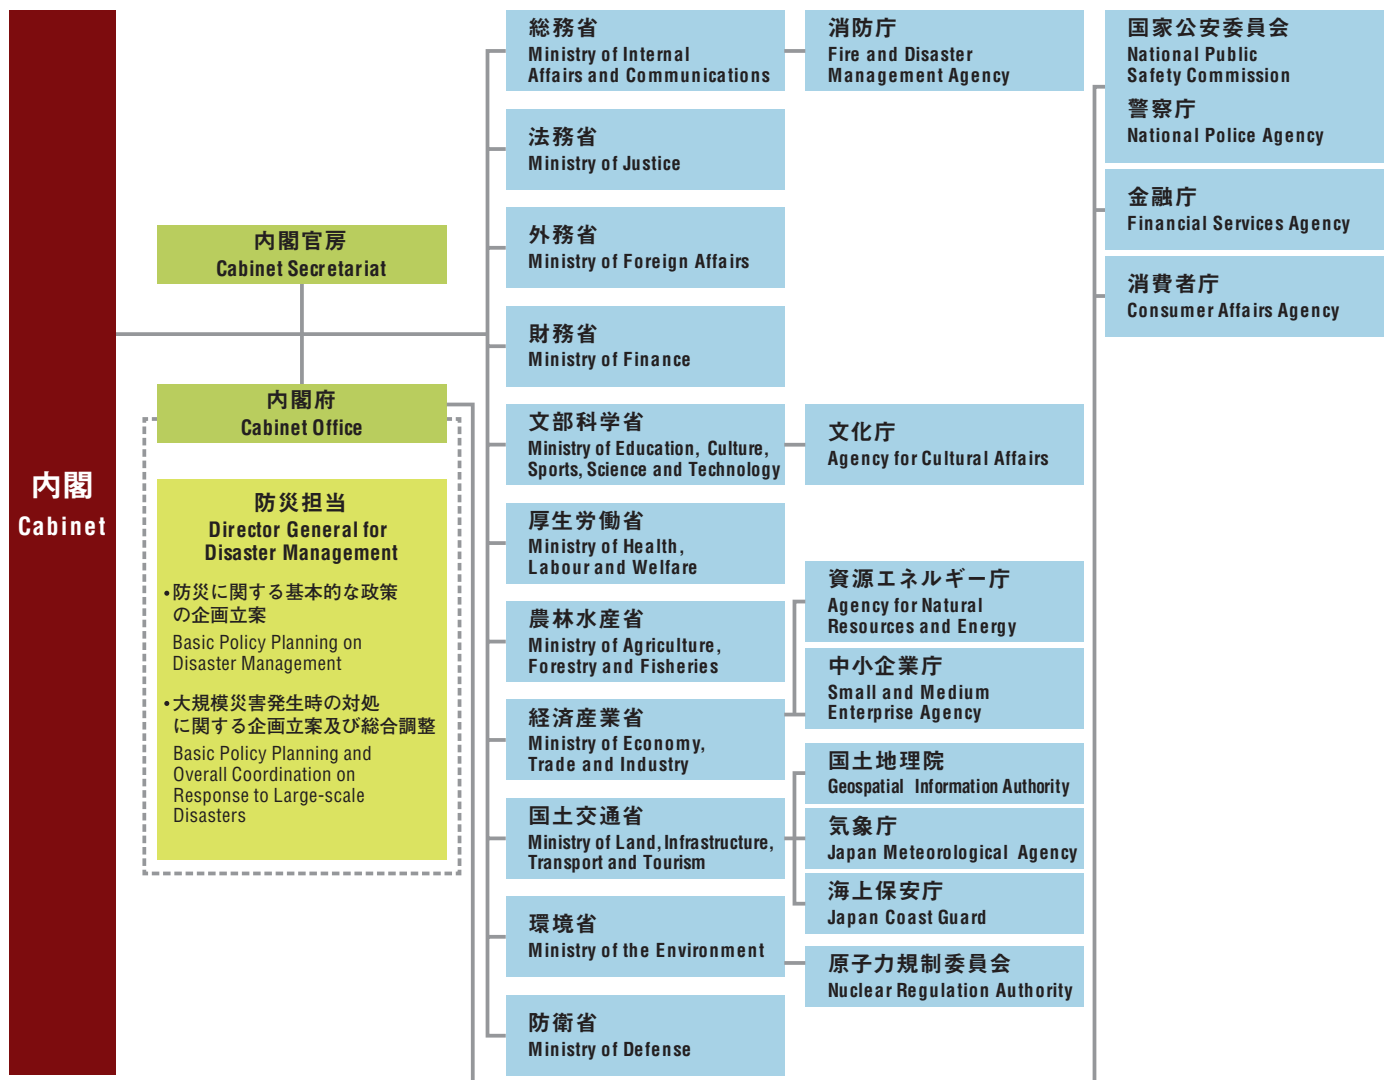 内閣
Cabinet
内閣官房
Cabinet Secretariat
内閣府
Cabinet Office
防災担当
Director General for
Disaster Management
•防災に関する基本的な政策
の企画立案
Basic Policy Planning on
Disaster Management
•大規模災害発生時の対処
に関する企画立案及び総合調整
Basic Policy Planning and
Overall Coordination on
Response to Large-scale
Disasters
総務省
Ministry of Internal
Affairs and Communications
法務省
Ministry of Justice
外務省
Ministry of Foreign Affairs
財務省
Ministry of Finance
文部科学省
Ministry of Education, Culture,
Sports, Science and Technology
厚生労働省
Ministry of Health,
Labour and Welfare
農林水産省
Ministry of Agriculture,
Forestry and Fisheries
経済産業省
Ministry of Economy,
Trade and Industry
国土交通省
Ministry of Land, Infrastructure,
Transport and Tourism
環境省
Ministry of the Environment
防衛省
Ministry of Defense
消防庁
Fire and Disaster
Management Agency
文化庁
Agency for Cultural Affairs
資源エネルギー庁
Agency for Natural
Resources and Energy
中小企業庁
Small and Medium
Enterprise Agency
国土地理院
Geospatial Information Authority
気象庁
Japan Meteorological Agency
海上保安庁
Japan Coast Guard
原子力規制委員会
Nuclear Regulation Authority
国家公安委員会
National Public
Safety Commission
警察庁
National Police Agency
金融庁
Financial Services Agency
消費者庁
Consumer Affairs Agency